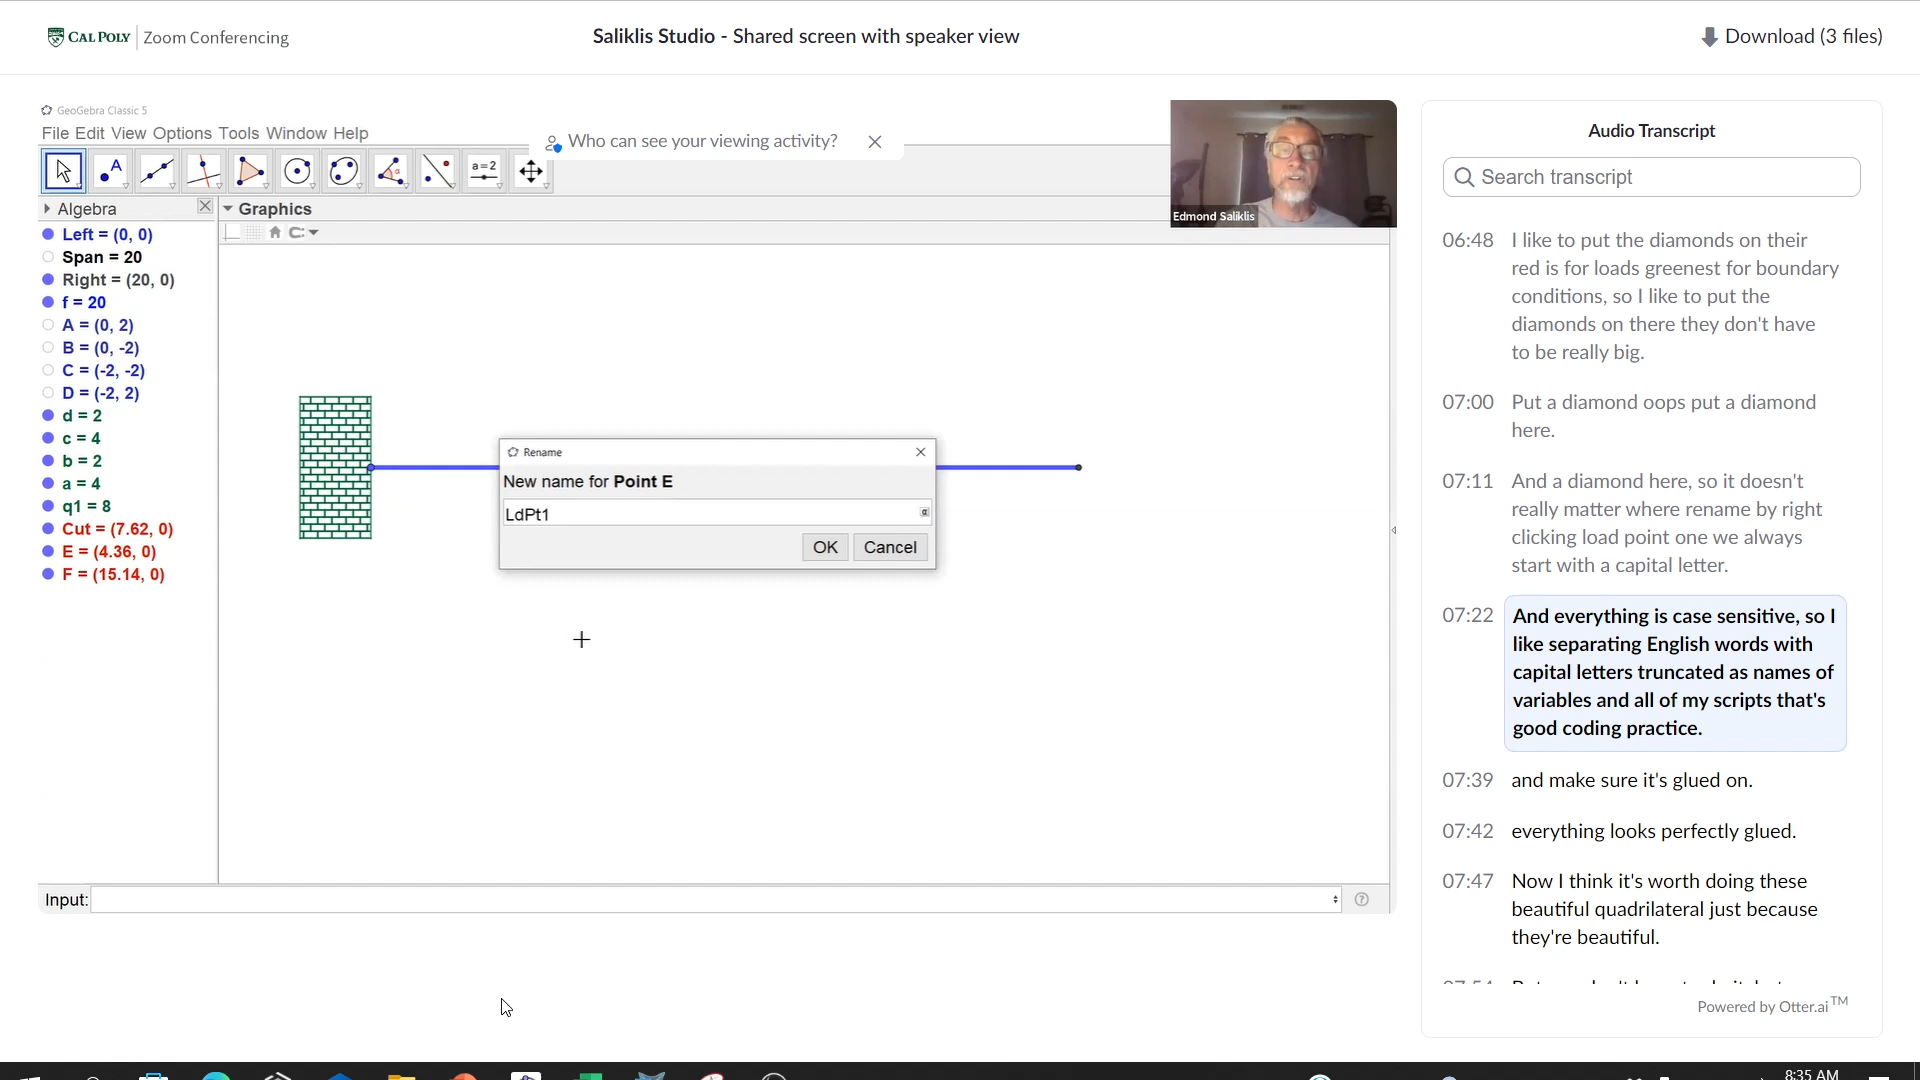 CAL POLY
Zoom Conferencing
Saliklis Studio - Shared screen with speaker view
Download (3 files)
GeoGebra Classic 5
File Edit View Options Tools Window Help
Who can see your viewing activity?
A
α
a=2
Algebra
Graphics
Left = (0, 0)
Span = 20
Right = (20, 0)
f = 20
A = (0, 2)
B = (0, -2)
C = (-2, -2)
D = (-2, 2)
d = 2
c = 4
b = 2
a = 4
q1 = 8
Cut = (7.62, 0)
E = (4.36, 0)
F = (15.14, 0)
Edmond Saliklis
Rename
New name for Point E
LdPt1
α
OK
Cancel
Input:
Audio Transcript
Search transcript
06:48
I like to put the diamonds on their
red is for loads greenest for boundary
conditions, so I like to put the
diamonds on there they don't have
to be really big.
07:00
Put a diamond oops put a diamond
here.
07:11
And a diamond here, so it doesn't
really matter where rename by right
clicking load point one we always
start with a capital letter.
07:22
And everything is case sensitive, so I
like separating English words with
capital letters truncated as names of
variables and all of my scripts that's
good coding practice.
07:39
and make sure it's glued on.
07:42
everything looks perfectly glued.
07:47
Now I think it's worth doing these
beautiful quadrilateral just because
they're beautiful.
Powered by Otter.ai TM
8:35 AM